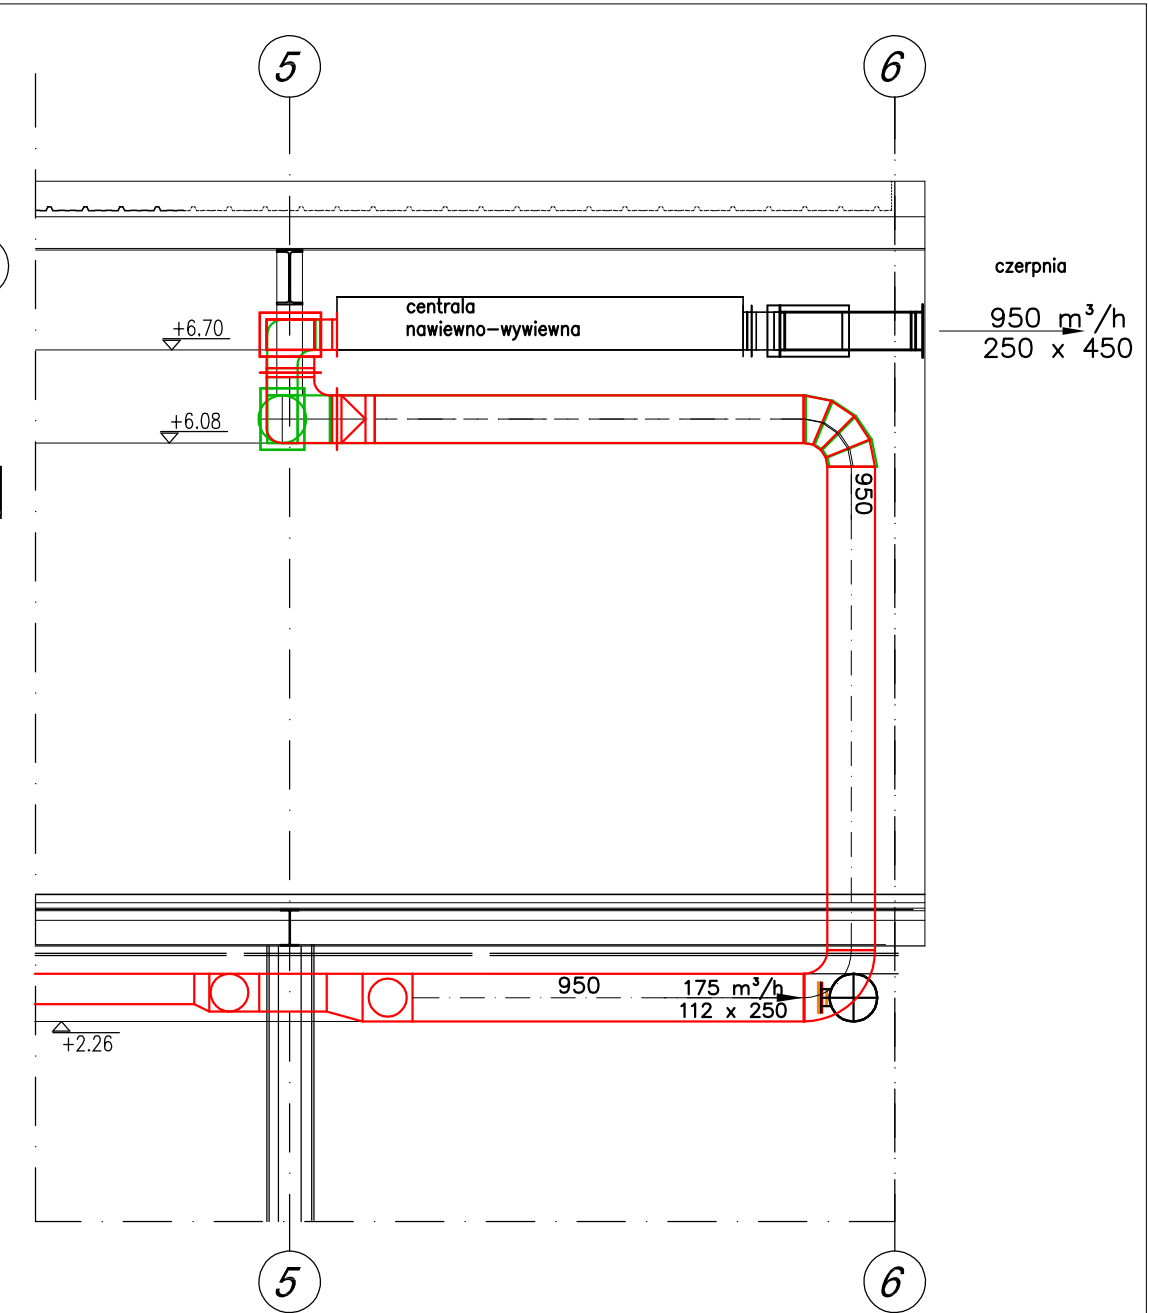 5
6
czerpnia
950 m³/h
250 x 450
centrala
nawiewno-wywiewna
+6.70
+6.08
950
950
175 m³/h
112 x 250
+2.26
5
6